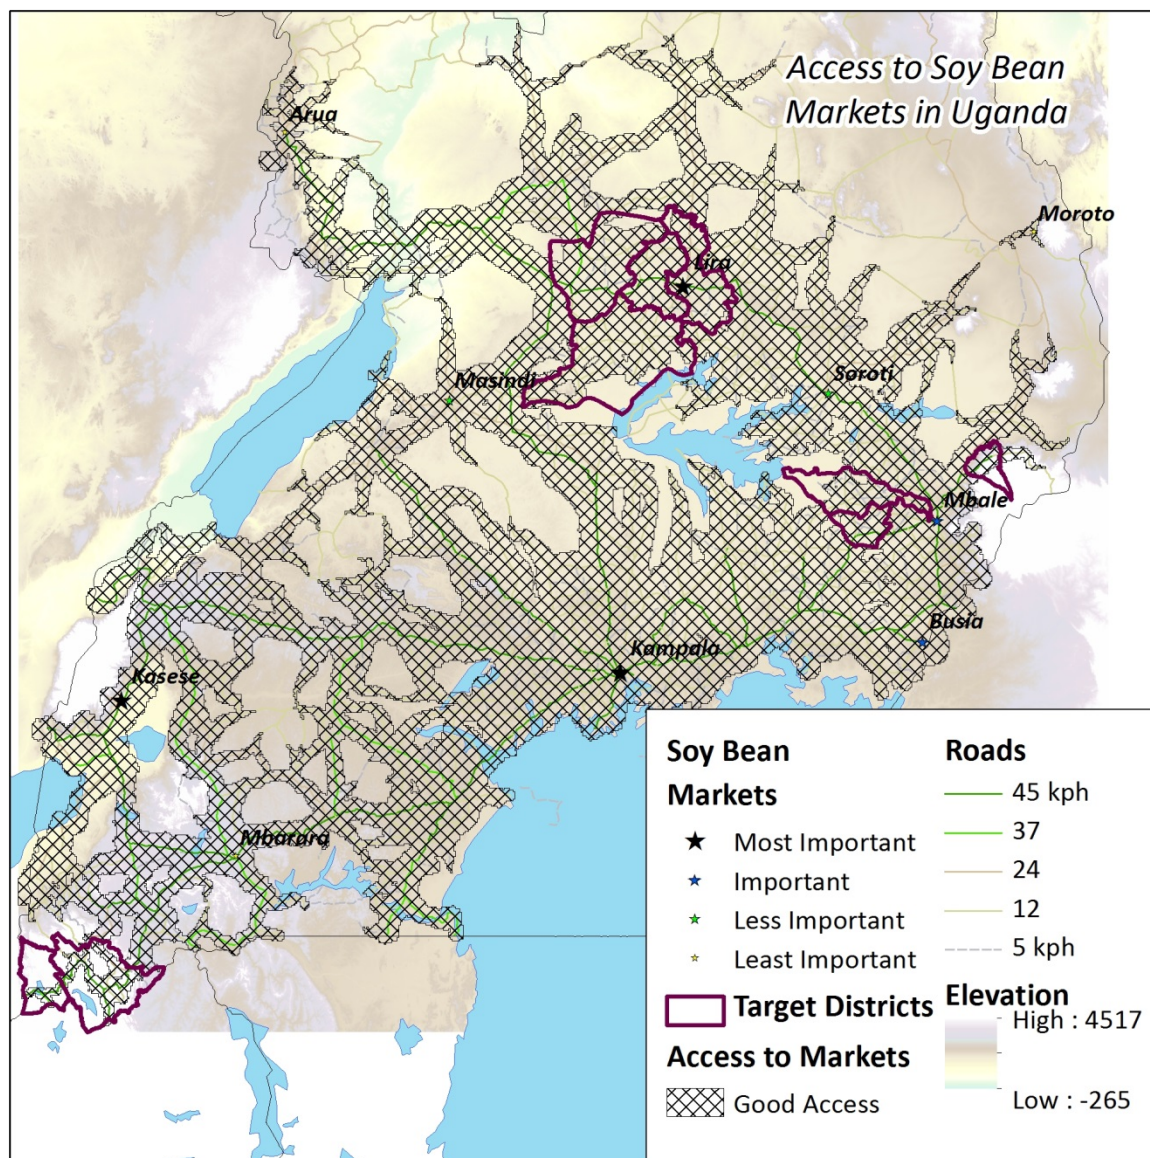 Access to Soy Bean
Markets in Uganda
Arua
Moroto
Lira
Masindi
Soroti
Mbale
Busia
Kampala
Kasese
Mbarara
Soy Bean
Markets
Most Important
Important
Less Important
Least Important
Target Districts
Access to Markets
Good Access
Roads
45 kph
37
24
12
5 kph
Elevation
High : 4517
Low : -265